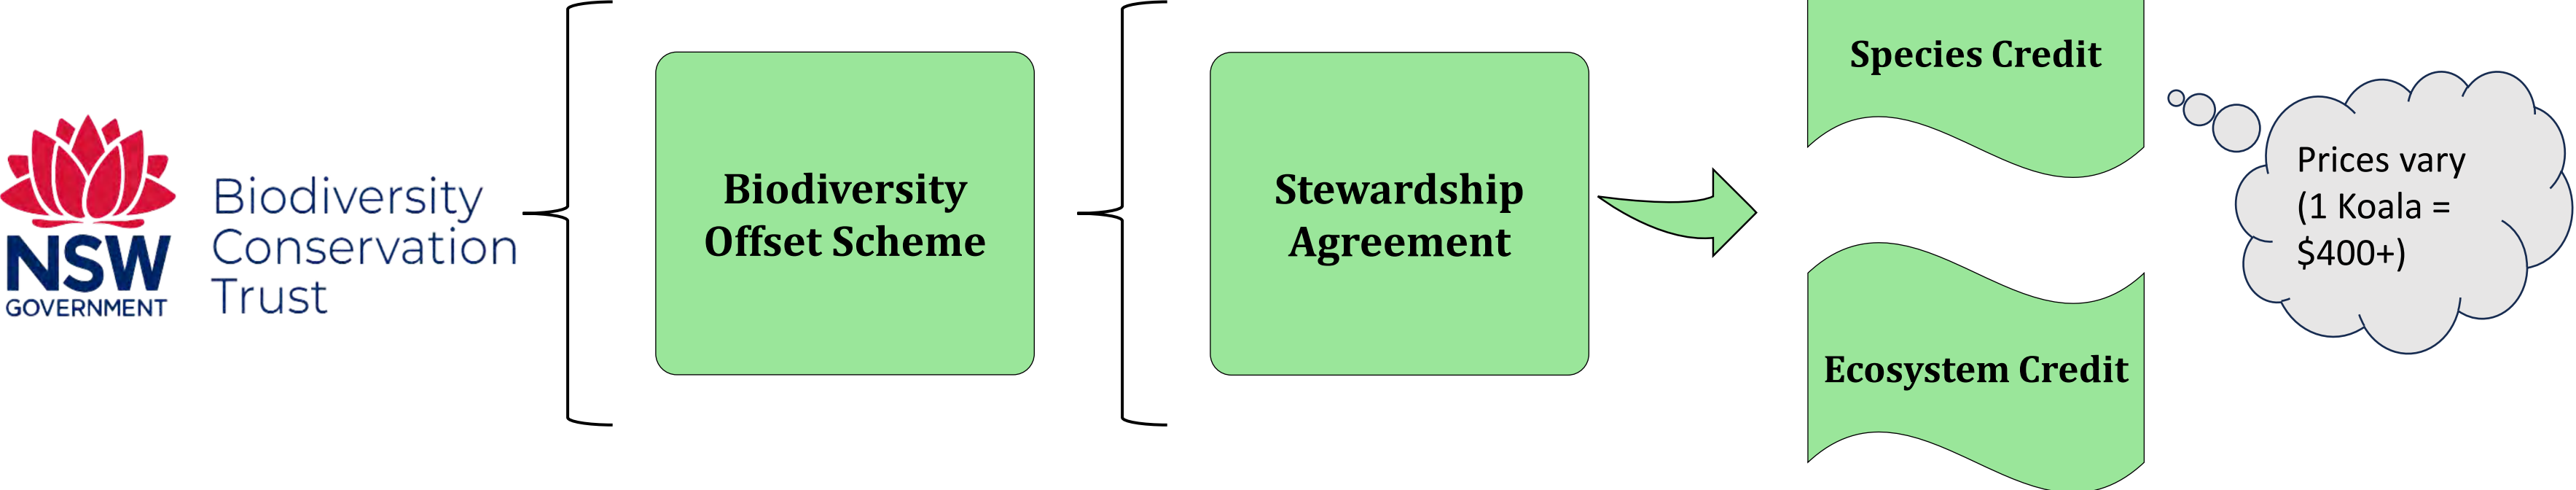 NSW
GOVERNMENT
Biodiversity
Conservation
Trust
Biodiversity
Offset Scheme
Stewardship
Agreement
Species Credit
Ecosystem Credit
Prices vary
(1 Koala =
$400+)